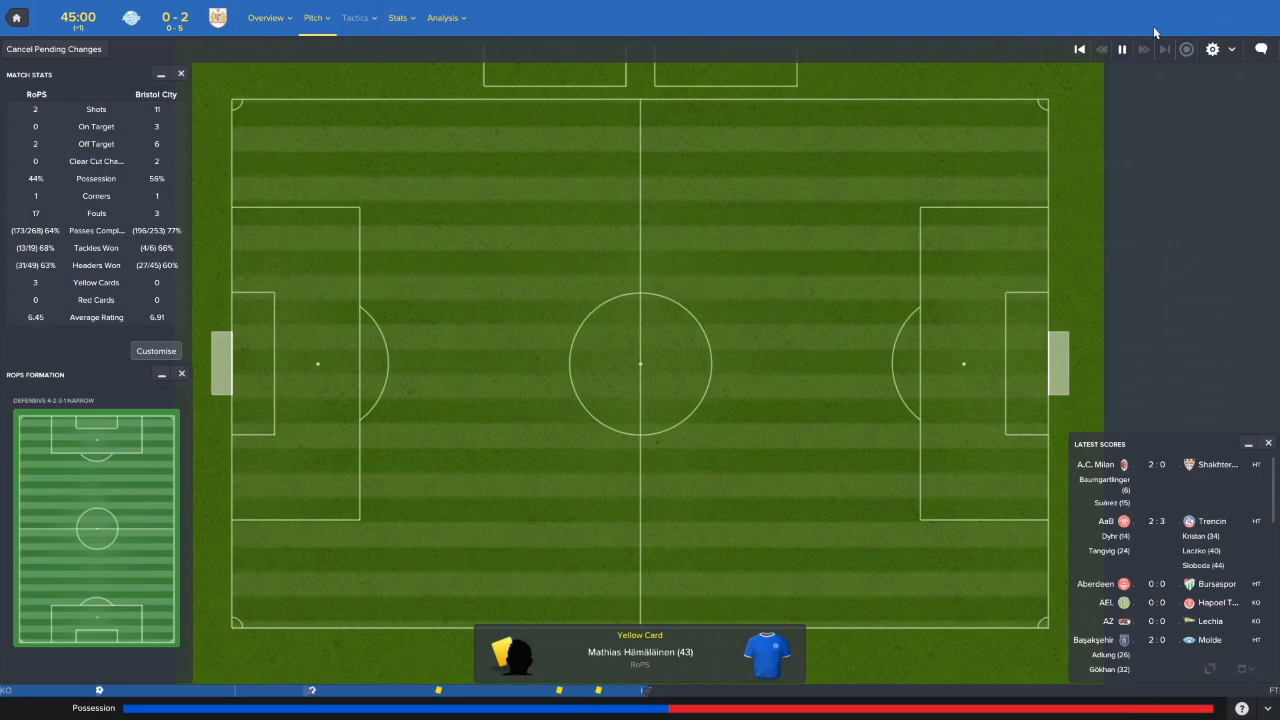 45:00
(+1)
0 - 2
0 - 5
Overview
Pitch
Tactics
Stats
Analysis
Cancel Pending Changes
MATCH STATS
RoPS Bristol City
2 Shots 11
0 On Target 3
2 Off Target 6
0 Clear Cut Cha... 2
44% Possession 56%
1 Corners 1
17 Fouls 3
(173/268) 64% Passes Compl... (196/253) 77%
(13/19) 68% Tackles Won (4/6) 66%
(31/49) 63% Headers Won (27/45) 60%
3 Yellow Cards 0
0 Red Cards 0
6.45 Average Rating 6.91
Customise
ROPS FORMATION
DEFENSIVE 4-2-3-1 NARROW
Yellow Card
Mathias Hämäläinen (43)
RoPS
LATEST SCORES
A.C. Milan 2 : 0 Shakhter... HT
Baumgartlinger
(6)
Suárez (15)
AaB 2 : 3 Trencin HT
Dyhr (14) Kristan (34)
Tangvig (24) Laczko (40)
Sloboda (44)
Aberdeen 0 : 0 Bursaspor HT
AEL 0 : 0 Hapoel T... KO
AZ 0 : 0 Lechia KO
Başakşehir 2 : 0 Molde HT
Adlung (26)
Gökhan (32)
KO FT
Possession